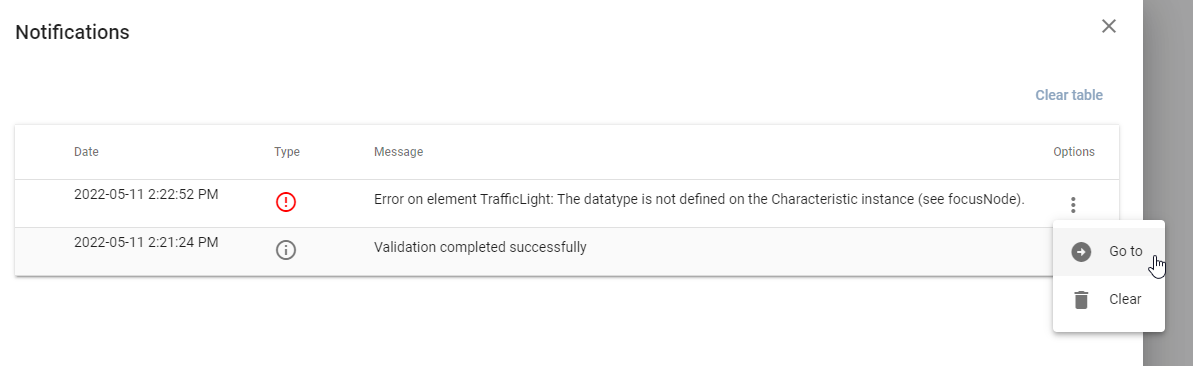 Notifications
Clear table
Date Type Message Options
2022-05-11 2:22:52 PM Error on element TrafficLight: The datatype is not defined on the Characteristic instance (see focusNode).
2022-05-11 2:21:24 PM Validation completed successfully
Go to
Clear